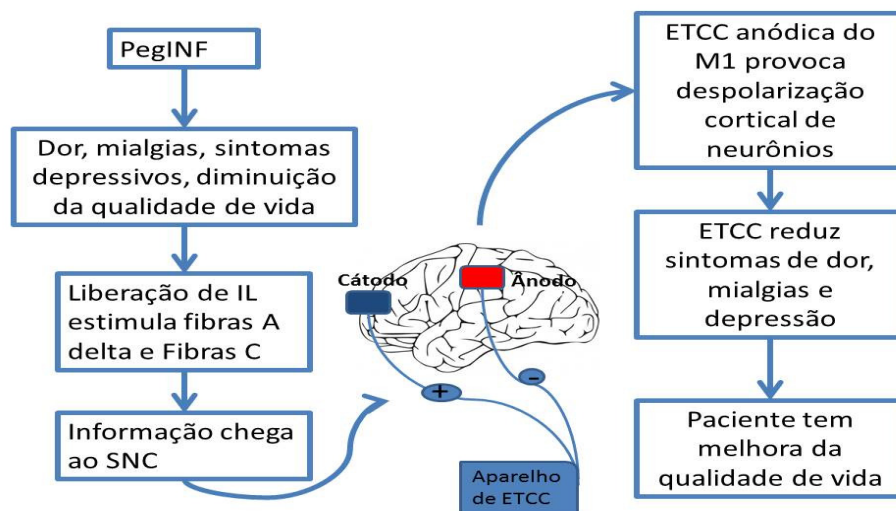 PegINF
Dor, mialgias, sintomas
depressivos, diminuição
da qualidade de vida
Liberação de IL
estimula fibras A
delta e Fibras C
Informação chega
ao SNC
Cátodo
Ânodo
+
-
Aparelho
de ETCC
ETCC anódica do
M1 provoca
despolarização
cortical de
neurônios
ETCC reduz
sintomas de dor,
mialgias e
depressão
Paciente tem
melhora da
qualidade de vida